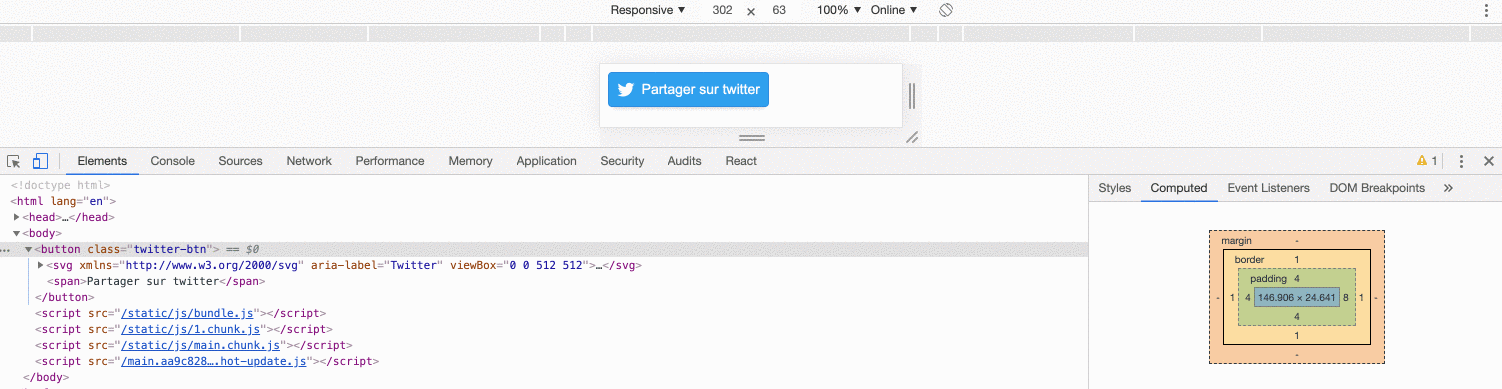 Responsive ▼ 302 × 63 100% ▼ Online ▼
Partager sur twitter
Elements Console Sources Network Performance Memory Application Security Audits React 1
<!doctype html>
<html lang="en">
<head>…</head>
<body>
<button class="twitter-btn"> == $0
<svg xmlns="http://www.w3.org/2000/svg" aria-label="Twitter" viewBox="0 0 512 512">…</svg>
<span>Partager sur twitter</span>
</button>
<script src="/static/js/bundle.js"></script>
<script src="/static/js/1.chunk.js"></script>
<script src="/static/js/main.chunk.js"></script>
<script src="/main.aa9c828….hot-update.js"></script>
</body>
Styles Computed Event Listeners DOM Breakpoints »
margin -
border 1
padding 4
- 1 4 146.906 × 24.641 8 1 -
4
1
-